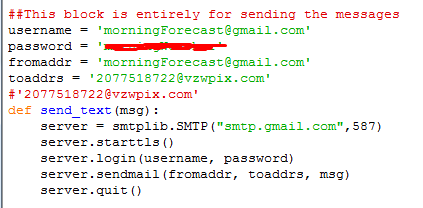 ##This block is entirely for sending the messages
username = 'morningForecast@gmail.com'
password =
fromaddr = 'morningForecast@gmail.com'
toaddrs = '2077518722@vzwpix.com'
#'2077518722@vzwpix.com'
def send_text(msg):
    server = smtplib.SMTP("smtp.gmail.com",587)
    server.starttls()
    server.login(username, password)
    server.sendmail(fromaddr, toaddrs, msg)
    server.quit()